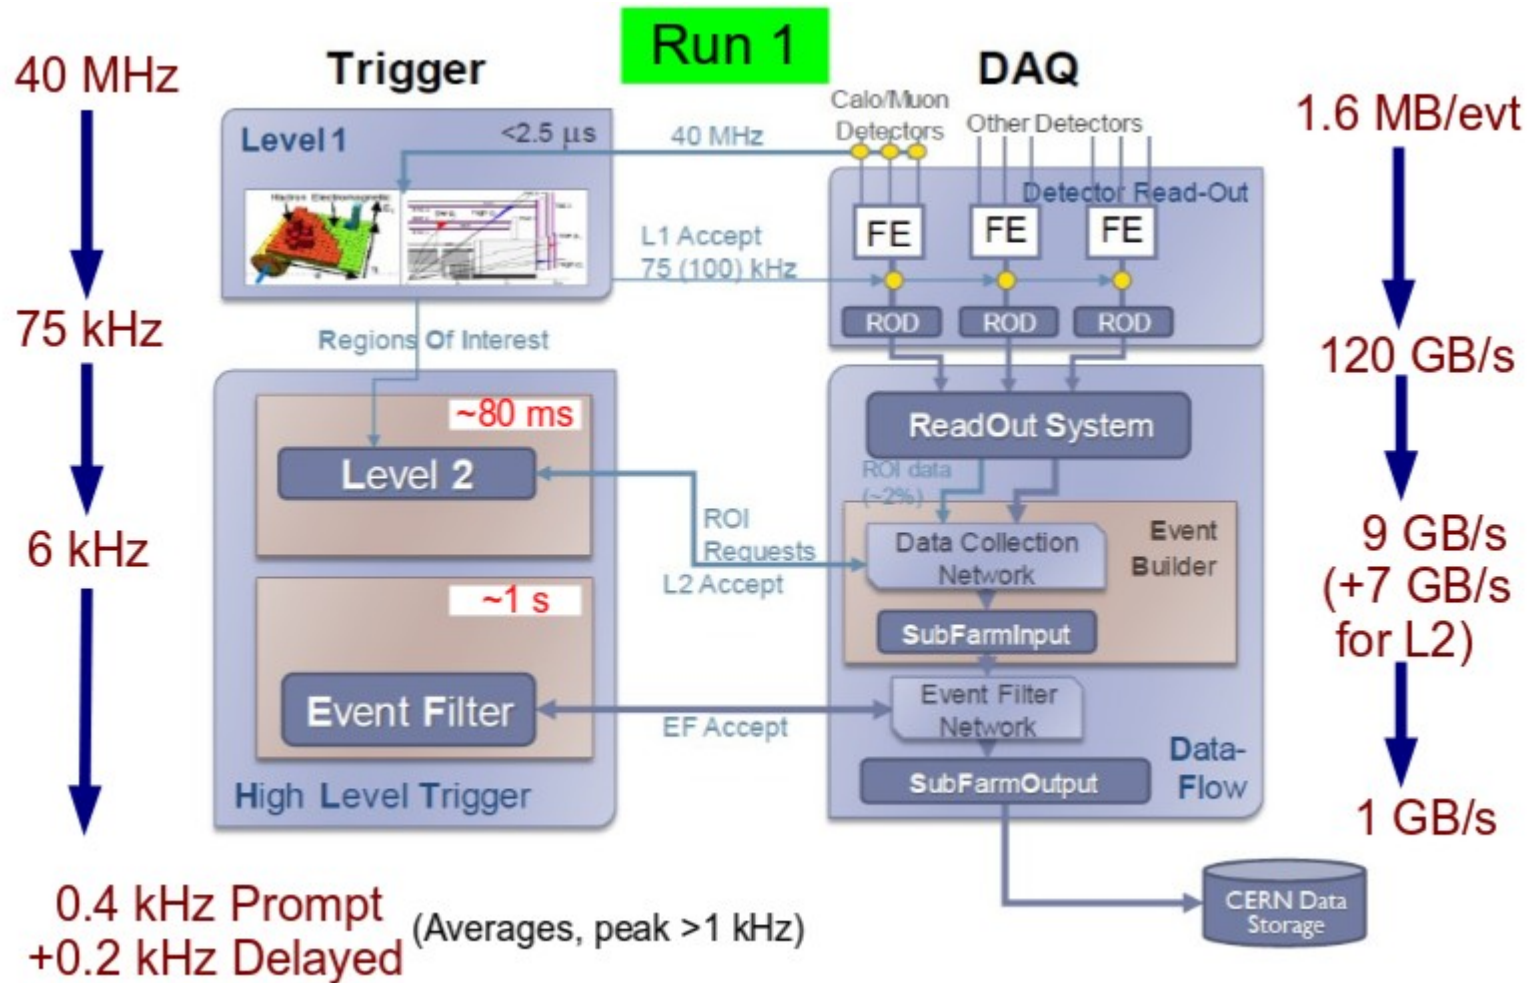 Run 1
Trigger
DAQ
40 MHz
75 kHz
6 kHz
0.4 kHz Prompt
+0.2 kHz Delayed
(Averages, peak >1 kHz)
Level 1
<2.5 μs
Hadron Electromagnetic
40 MHz
L1 Accept
75 (100) kHz
Regions Of Interest
~80 ms
Level 2
~1 s
Event Filter
High Level Trigger
ROI
Requests
L2 Accept
EF Accept
Calo/Muon
Detectors
Other Detectors
Detector Read-Out
FE
FE
FE
ROD
ROD
ROD
ReadOut System
ROI data
(~2%)
Data Collection
Network
Event
Builder
SubFarmInput
Event Filter
Network
SubFarmOutput
Data-
Flow
CERN Data
Storage
1.6 MB/evt
120 GB/s
9 GB/s
(+7 GB/s
for L2)
1 GB/s